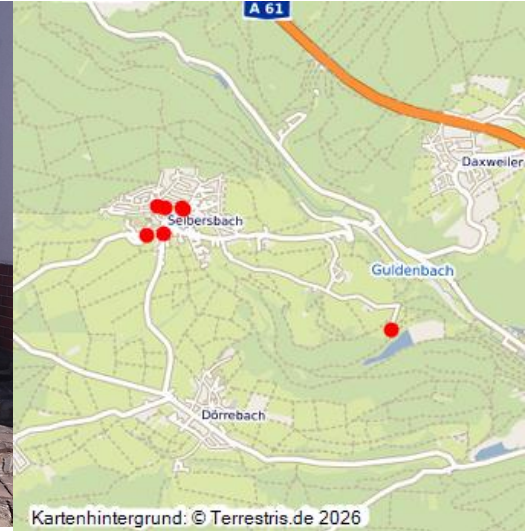 A 61
Daxweiler
Seibersbach
Guldenbach
Dörrebach
Kartenhintergrund: © Terrestris.de 2026